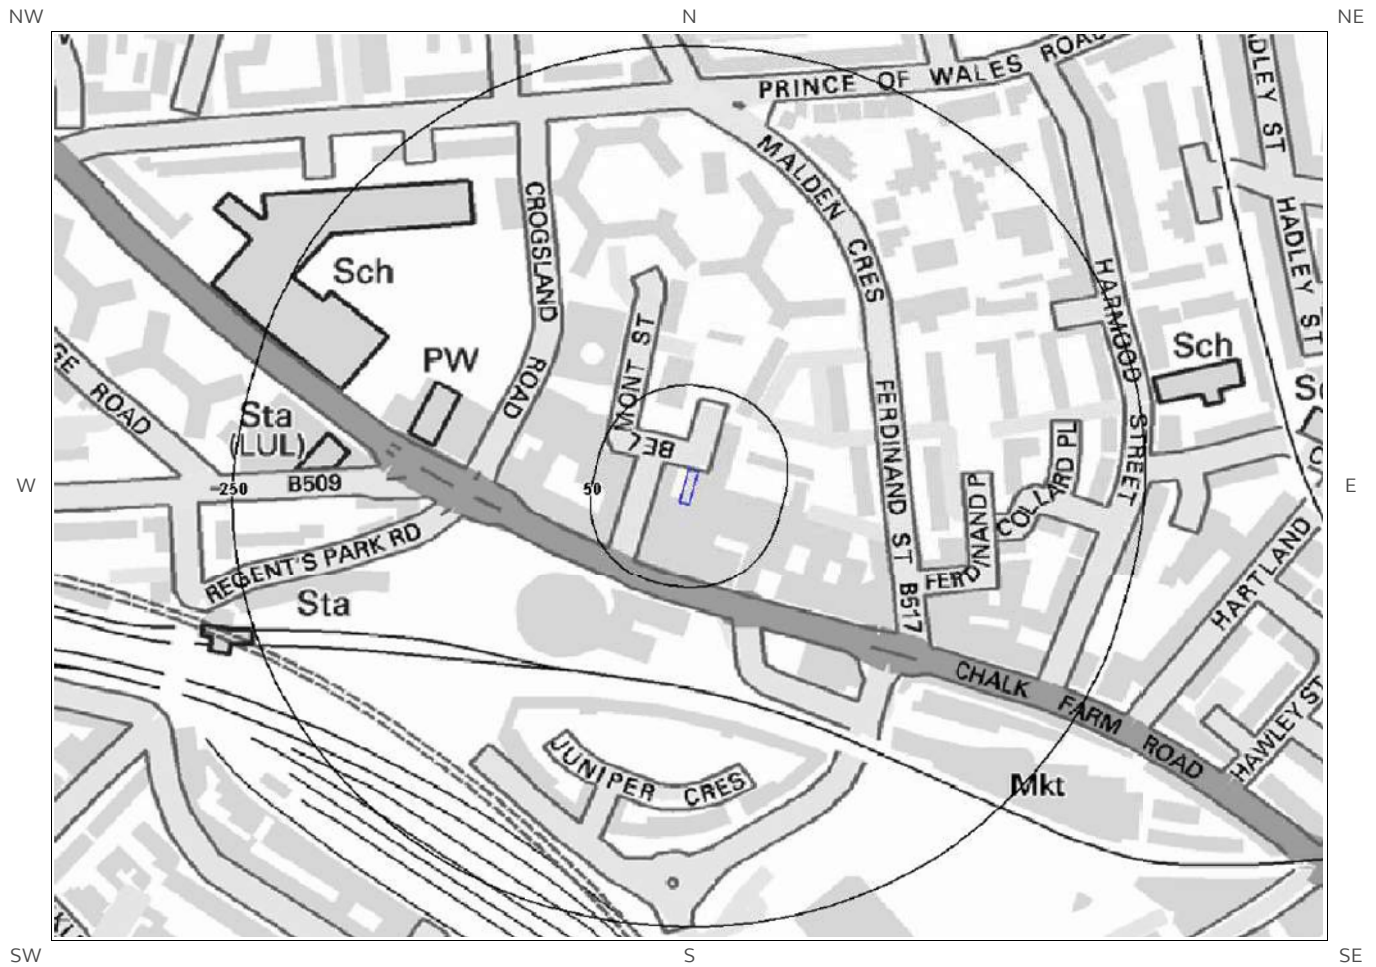 NW
N
NE
PRINCE OF WALES ROAD
MALDEN CRES
CROGSLAND ROAD
HADLEY ST
HADLEY ST
Sch
PW
HARMOOD STREET
Sch
BELMONT ST
Sta
(LUL)
B509
FERDINAND ST B517
FERDINAND P
COLLARD PL
W
250
50
E
REGENT'S PARK RD
Sta
HARTLAND
HAWLEY ST
CHALK FARM ROAD
JUNIPER CRES
Mkt
SW
S
SE